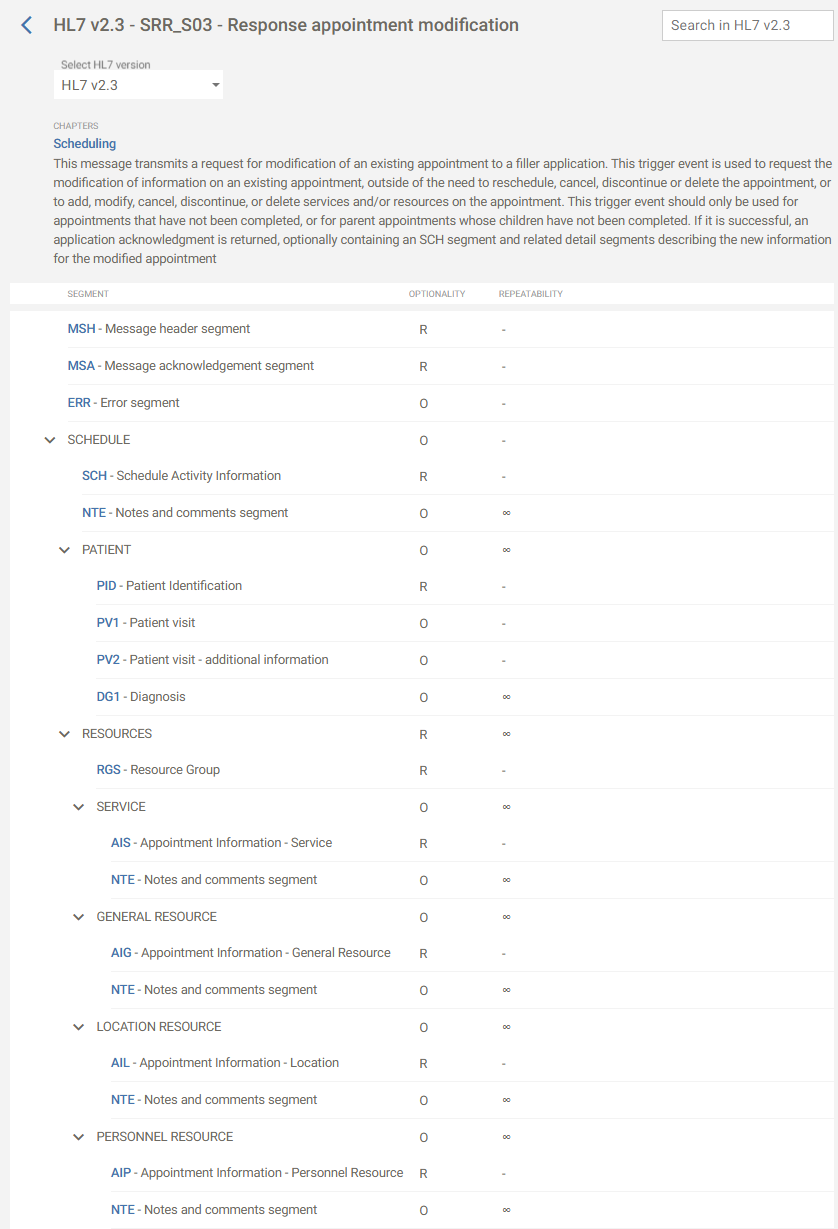 HL7 v2.3 - SRR_S03 - Response appointment modification
Search in HL7 v2.3
Select HL7 version
HL7 v2.3
CHAPTERS
Scheduling
This message transmits a request for modification of an existing appointment to a filler application. This trigger event is used to request the
modification of information on an existing appointment, outside of the need to reschedule, cancel, discontinue or delete the appointment, or
to add, modify, cancel, discontinue, or delete services and/or resources on the appointment. This trigger event should only be used for
appointments that have not been completed, or for parent appointments whose children have not been completed. If it is successful, an
application acknowledgment is returned, optionally containing an SCH segment and related detail segments describing the new information
for the modified appointment
SEGMENT OPTIONALITY REPEATABILITY
MSH - Message header segment R -
MSA - Message acknowledgement segment R -
ERR - Error segment O -
SCHEDULE O -
SCH - Schedule Activity Information R -
NTE - Notes and comments segment O ∞
PATIENT O ∞
PID - Patient Identification R -
PV1 - Patient visit O -
PV2 - Patient visit - additional information O -
DG1 - Diagnosis O ∞
RESOURCES R ∞
RGS - Resource Group R -
SERVICE O ∞
AIS - Appointment Information - Service R -
NTE - Notes and comments segment O ∞
GENERAL RESOURCE O ∞
AIG - Appointment Information - General Resource R -
NTE - Notes and comments segment O ∞
LOCATION RESOURCE O ∞
AIL - Appointment Information - Location R -
NTE - Notes and comments segment O ∞
PERSONNEL RESOURCE O ∞
AIP - Appointment Information - Personnel Resource R -
NTE - Notes and comments segment O ∞